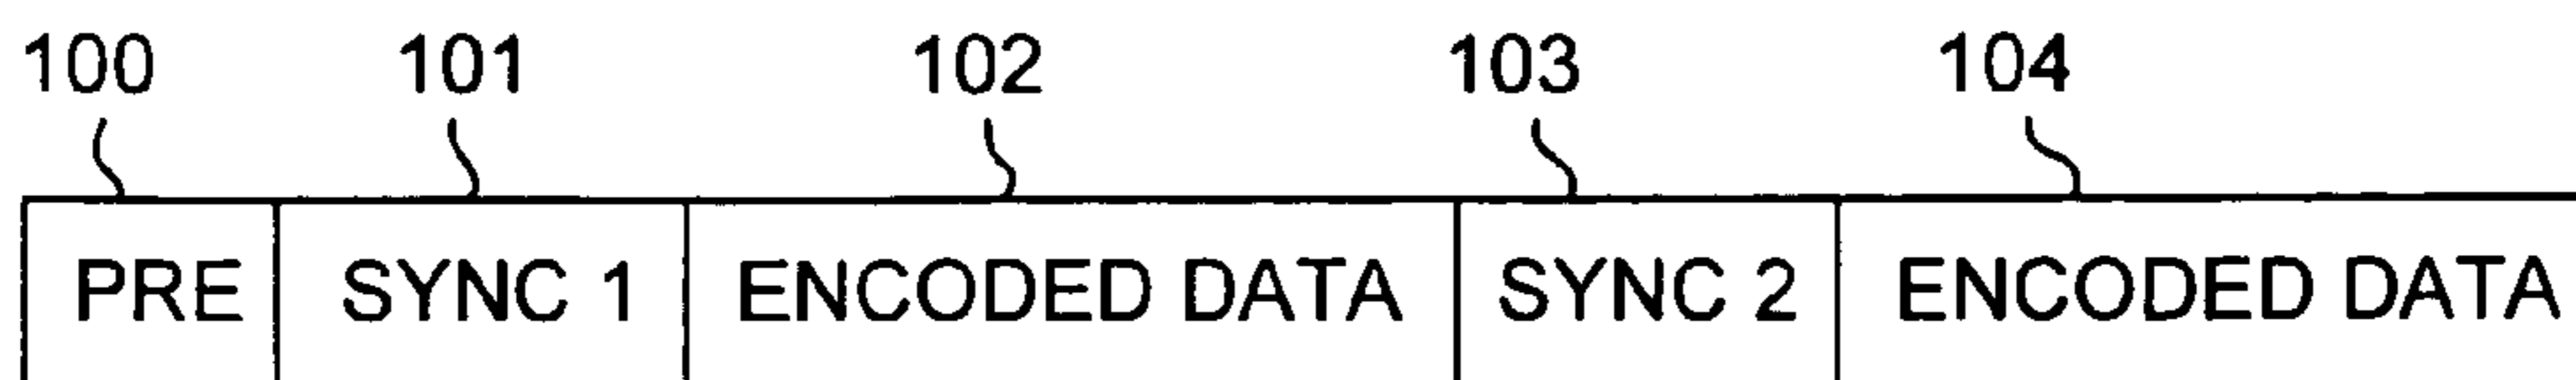 100 101 102 103 104
PRE SYNC 1 ENCODED DATA SYNC 2 ENCODED DATA